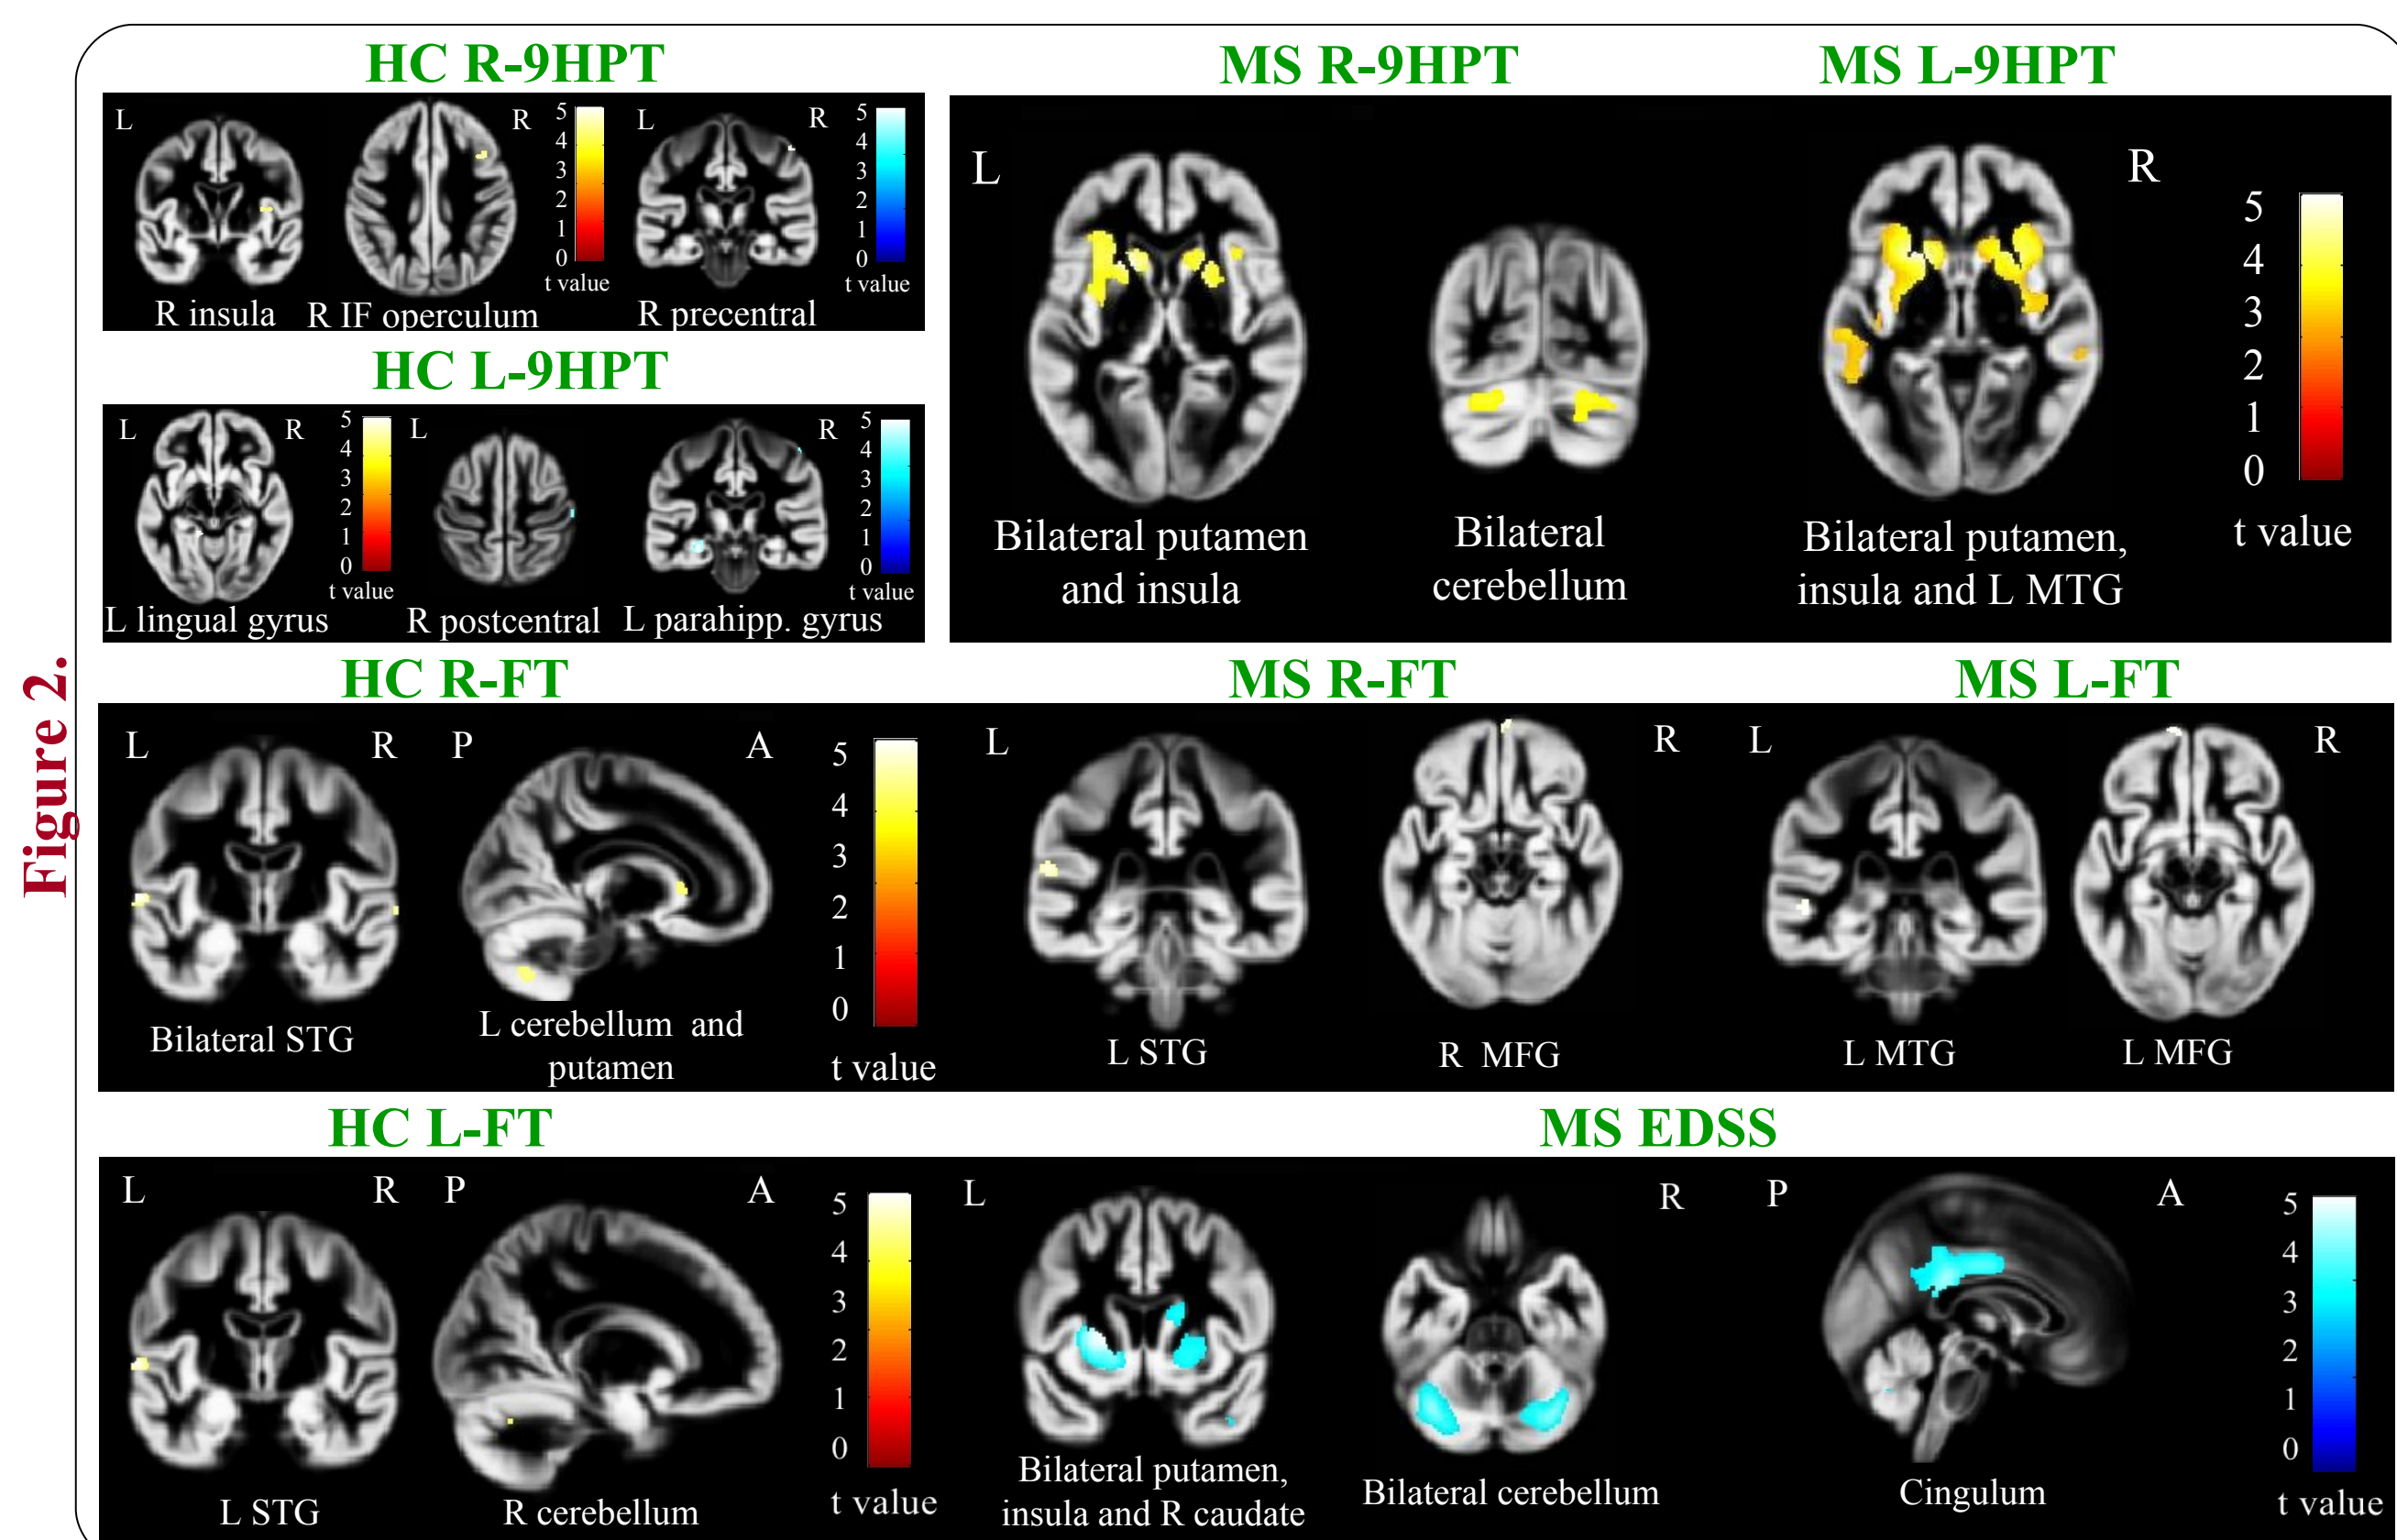 Figure 2.
HC R-9HPT
L
R
5
4
3
2
1
0
t value
L
R
5
4
3
2
1
0
t value
R insula
R IF operculum
R precentral
HC L-9HPT
L
R
5
4
3
2
1
0
t value
L
R
5
4
3
2
1
0
t value
L lingual gyrus
R postcentral
L parahipp. gyrus
MS R-9HPT
MS L-9HPT
L
R
5
4
3
2
1
0
t value
Bilateral putamen
and insula
Bilateral
cerebellum
Bilateral putamen,
insula and L MTG
HC R-FT
L
R
P
A
5
4
3
2
1
0
t value
Bilateral STG
L cerebellum and
putamen
MS R-FT
L
R
L STG
R MFG
MS L-FT
L
R
L MTG
L MFG
HC L-FT
L
R
P
A
5
4
3
2
1
0
t value
L STG
R cerebellum
MS EDSS
L
R
P
A
5
4
3
2
1
0
t value
Bilateral putamen,
insula and R caudate
Bilateral cerebellum
Cingulum